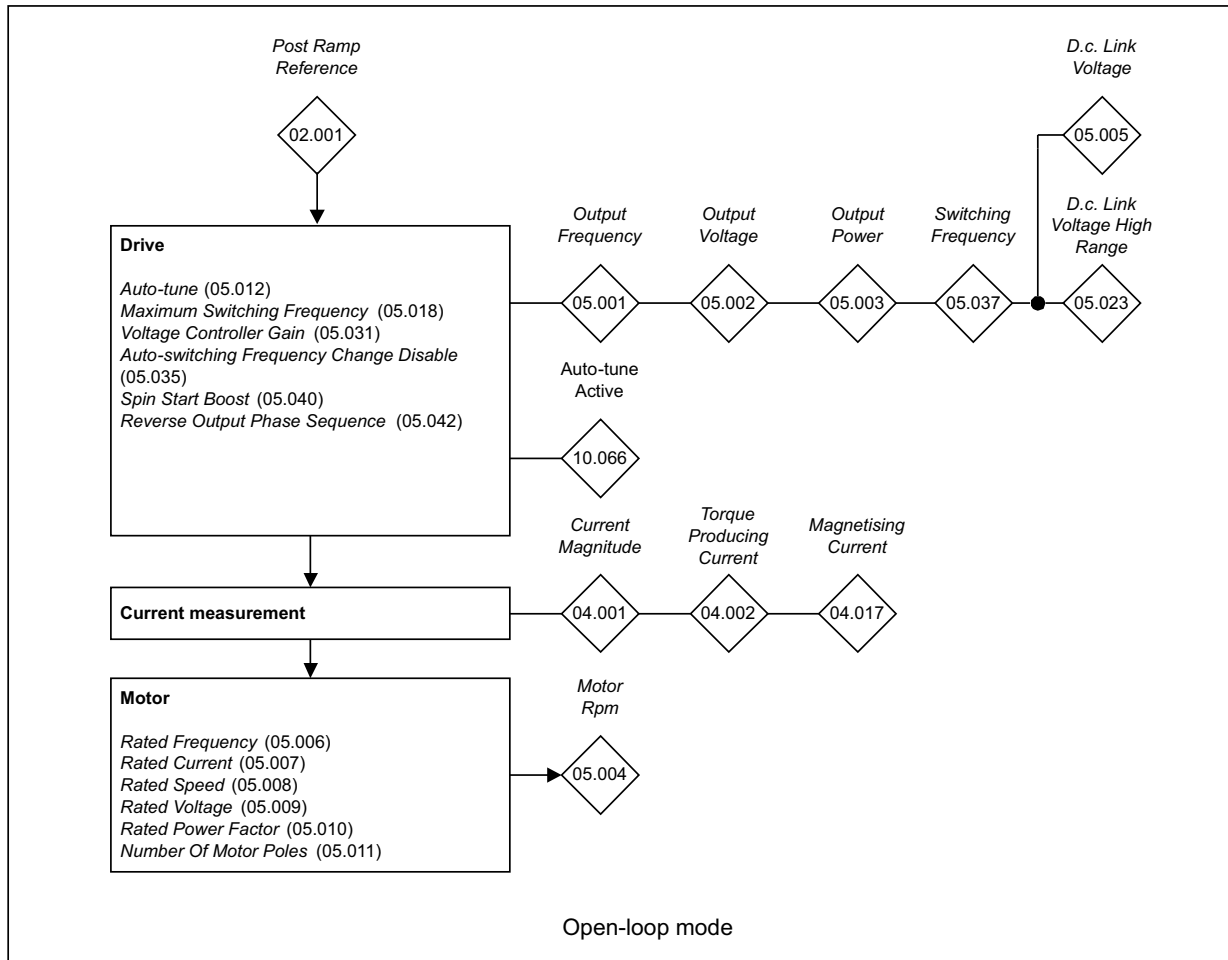 Post Ramp
Reference
02.001
D.c. Link
Voltage
05.005
Drive
Auto-tune (05.012)
Maximum Switching Frequency (05.018)
Voltage Controller Gain (05.031)
Auto-switching Frequency Change Disable
(05.035)
Spin Start Boost (05.040)
Reverse Output Phase Sequence (05.042)
Output
Frequency
05.001
Output
Voltage
05.002
Output
Power
05.003
Switching
Frequency
05.037
D.c. Link
Voltage High
Range
05.023
Auto-tune
Active
10.066
Current measurement
Current
Magnitude
04.001
Torque
Producing
Current
04.002
Magnetising
Current
04.017
Motor
Rated Frequency (05.006)
Rated Current (05.007)
Rated Speed (05.008)
Rated Voltage (05.009)
Rated Power Factor (05.010)
Number Of Motor Poles (05.011)
Motor
Rpm
05.004
Open-loop mode